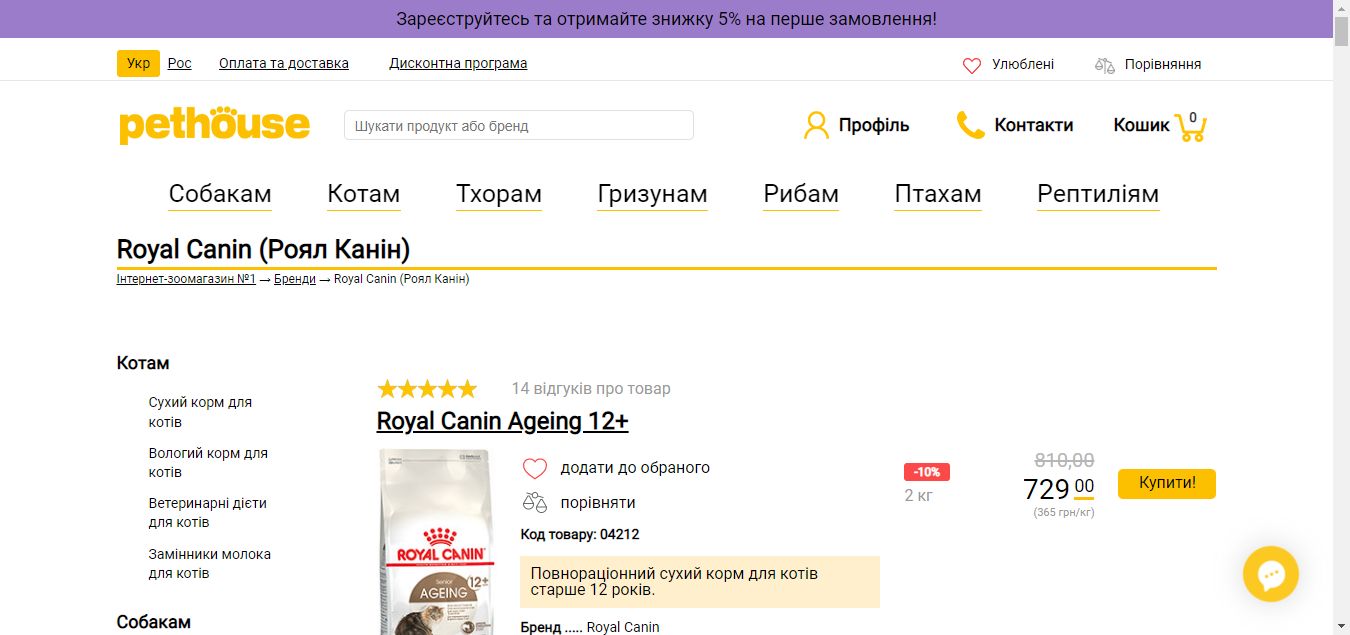 Зареєструйтесь та отримайте знижку 5% на перше замовлення!
Укр Рос Оплата та доставка Дисконтна програма Улюблені Порівняння
pethouse Шукати продукт або бренд Профіль Контакти Кошик 0
Собакам Котам Тхорам Гризунам Рибам Птахам Рептиліям
Royal Canin (Роял Канін)
Інтернет-зоомагазин №1 → Бренди → Royal Canin (Роял Канін)
Котам
Сухий корм для
котів
Вологий корм для
котів
Ветеринарні дієти
для котів
Замінники молока
для котів
Собакам
14 відгуків про товар
Royal Canin Ageing 12+
ROYAL CANIN
Senior
12+
AGEING
додати до обраного
порівняти
Код товару: 04212
Повнораціонний сухий корм для котів
старше 12 років.
Бренд ..... Royal Canin
-10%
2 кг
810,00
729 00
(365 грн/кг)
Купити!